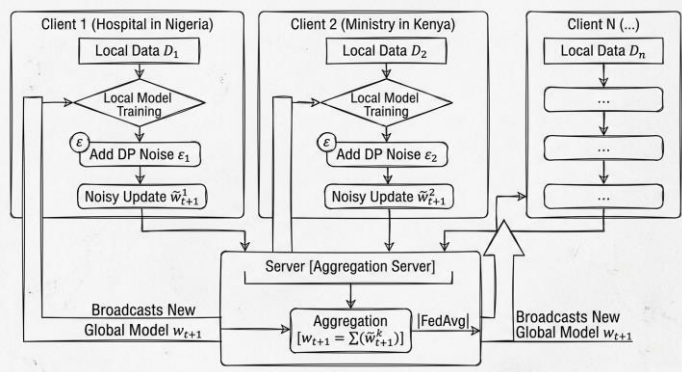 Client 1 (Hospital in Nigeria)
Local Data D₁
Local Model
Training
ε
Add DP Noise ε₁
Noisy Update w̃¹ₜ₊₁
Client 2 (Ministry in Kenya)
Local Data D₂
Local Model
Training
ε
Add DP Noise ε₂
Noisy Update w̃²ₜ₊₁
Client N (...)
Local Data Dₙ
...
...
...
Server [Aggregation Server]
Aggregation
[wₜ₊₁ = Σ(w̃ᵏₜ₊₁)]
|FedAvg|
Broadcasts New
Global Model wₜ₊₁
Broadcasts New
Global Model wₜ₊₁